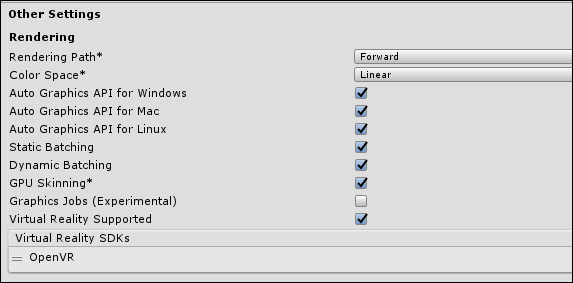 Other Settings
Rendering
Rendering Path* Forward
Color Space* Linear
Auto Graphics API for Windows
Auto Graphics API for Mac
Auto Graphics API for Linux
Static Batching
Dynamic Batching
GPU Skinning*
Graphics Jobs (Experimental)
Virtual Reality Supported
Virtual Reality SDKs
OpenVR